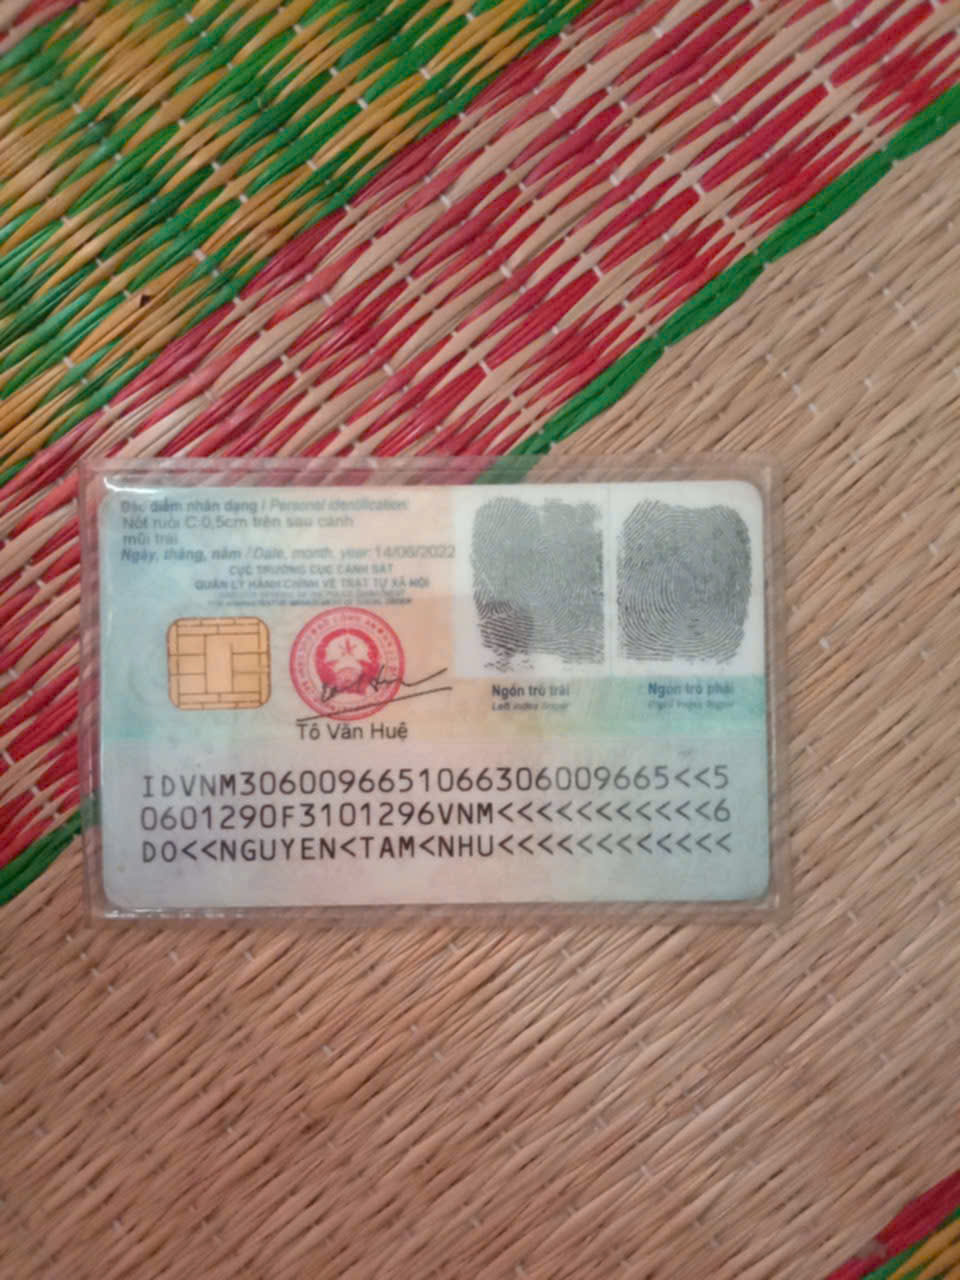 Đặc điểm nhân dạng / Personal identification
Nốt ruồi C:0,5cm trên sau cánh
mũi trái
Ngày, tháng, năm / Date, month, year: 14/06/2022
CỤC TRƯỞNG CỤC CẢNH SÁT
QUẢN LÝ HÀNH CHÍNH VỀ TRẬT TỰ XÃ HỘI
Tô Văn Huệ
Ngón trỏ trái
Left index finger
Ngón trỏ phải
Right index finger
IDVNM3060096651066306009665<<5
0601290F3101296VNM<<<<<<<<<<<6
DO<<NGUYEN<TAM<NHU<<<<<<<<<<<<